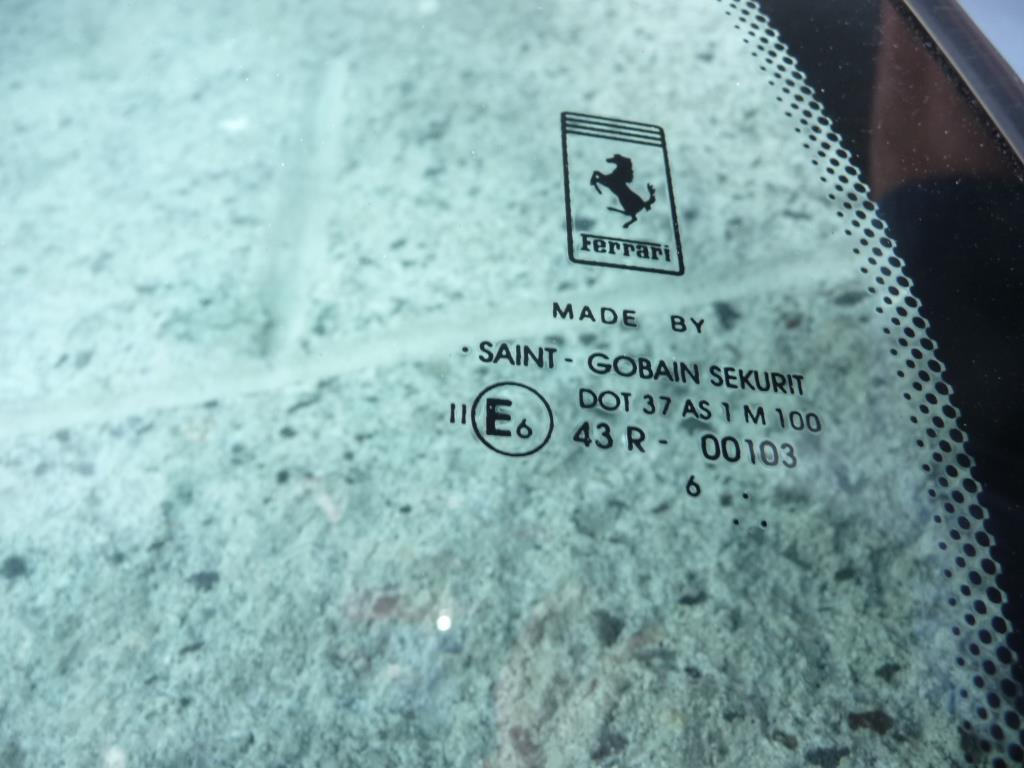 Ferrari
MADE BY
SAINT - GOBAIN SEKURIT
DOT 37 AS 1 M 100
II E6 43 R - 00103
6